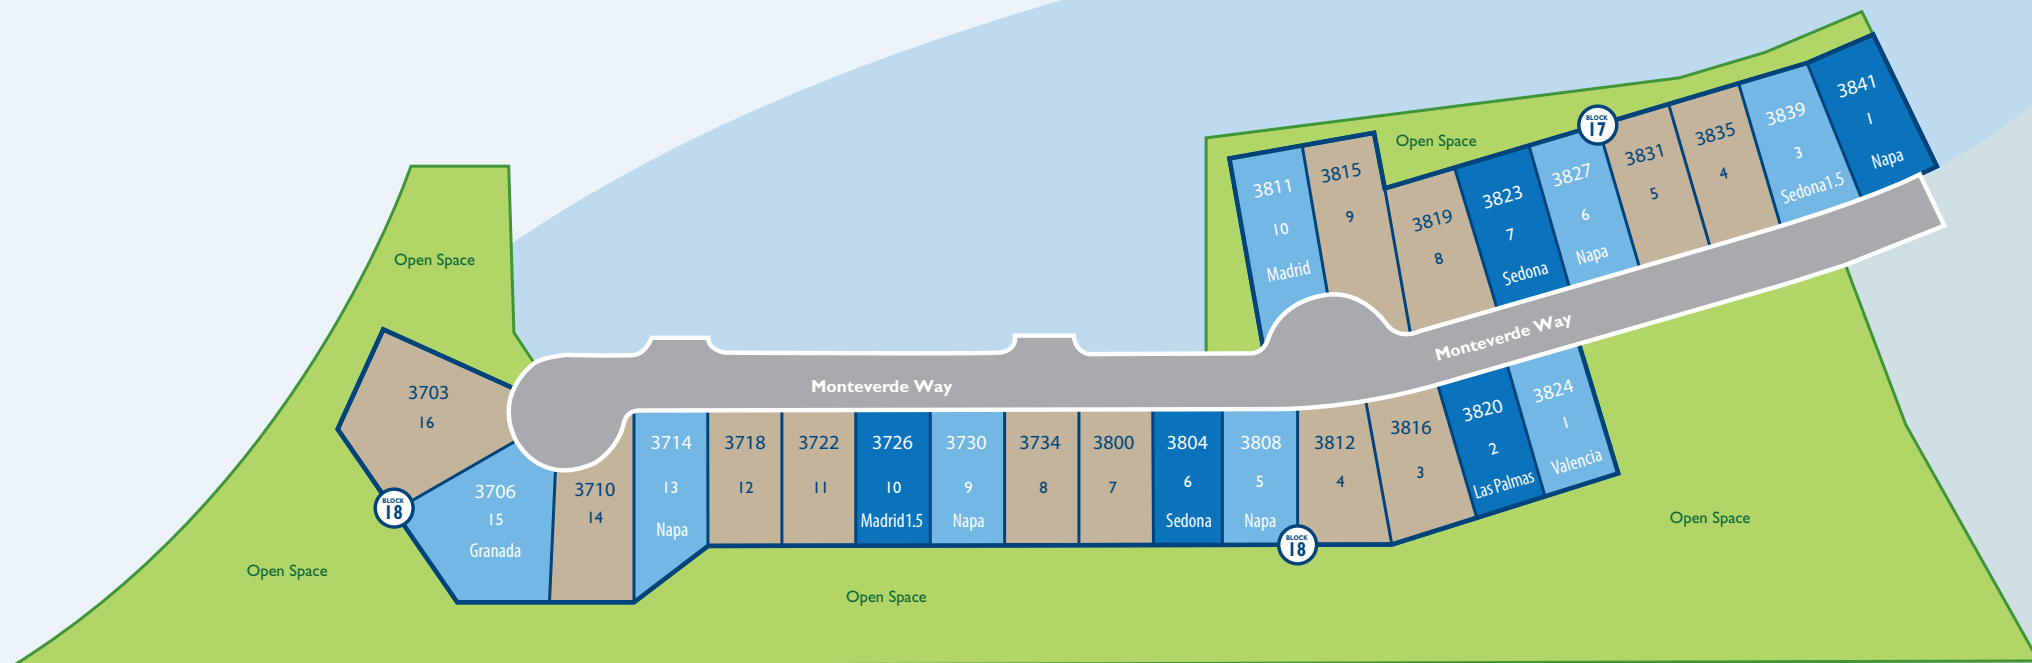 Open Space
Open Space
Open Space
Open Space
Open Space
Monteverde Way
Monteverde Way
BLOCK
17
3811
10
Madrid
3815
9
3819
8
3823
7
Sedona
3827
6
Napa
3831
5
3835
4
3839
3
Sedona1.5
3841
1
Napa
3703
16
BLOCK
18
3706
15
Granada
3710
14
3714
13
Napa
3718
12
3722
11
3726
10
Madrid1.5
3730
9
Napa
3734
8
3800
7
3804
6
Sedona
3808
5
Napa
BLOCK
18
3812
4
3816
3
3820
2
Las Palmas
3824
1
Valencia